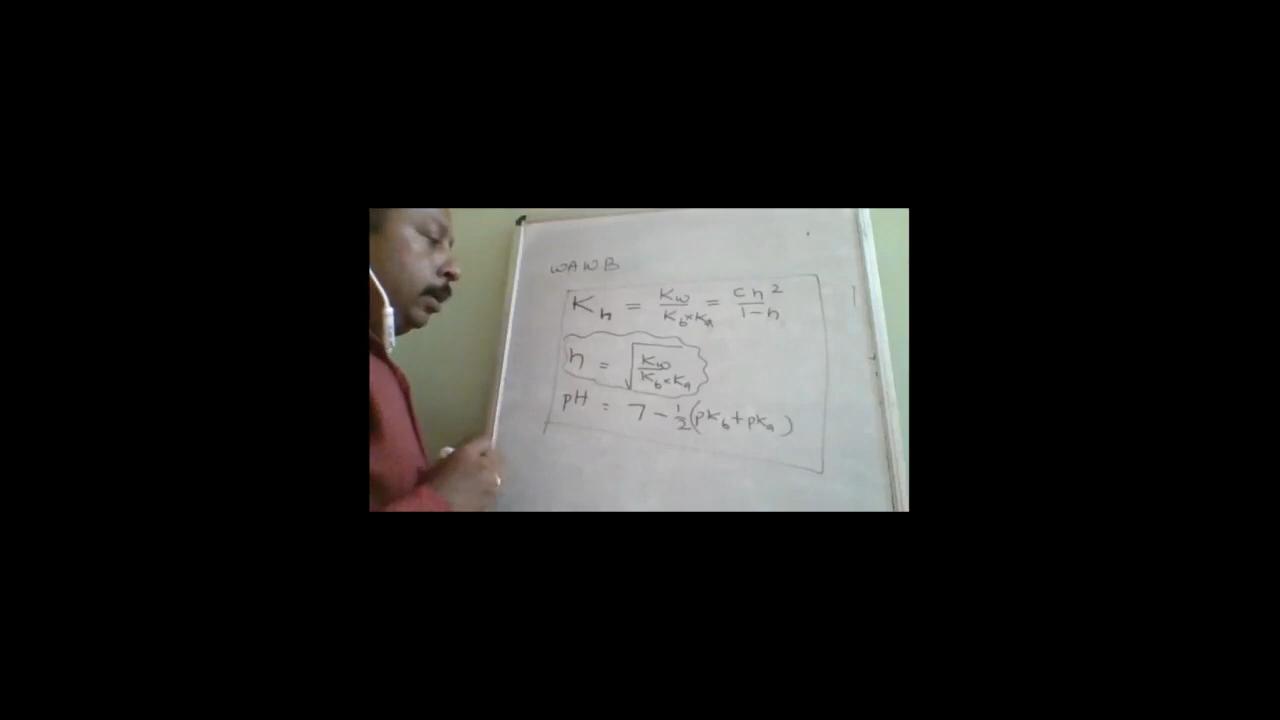 WAWB
Kh = Kw/Kb×Ka = Ch²/1-h
h = √Kw/Kb×Ka
pH = 7 - 1/2(pKb+pKa)